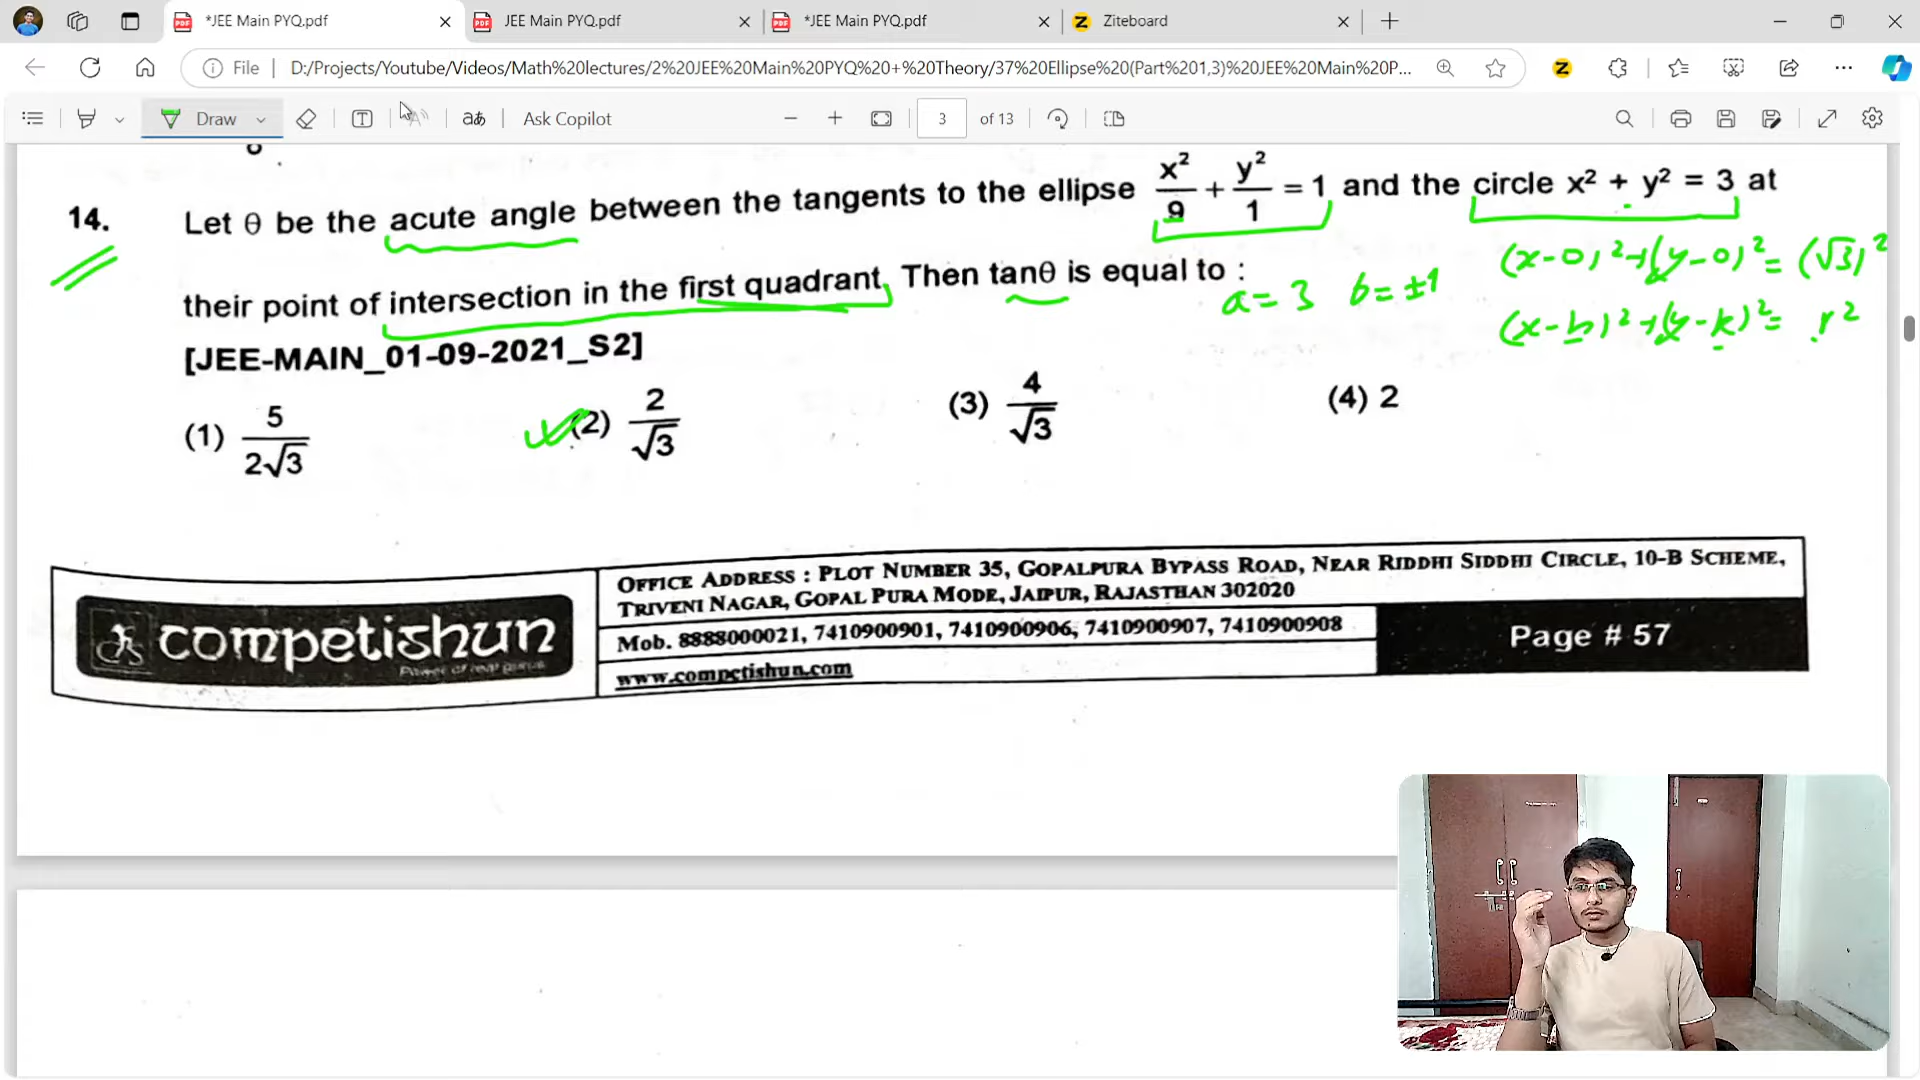 *JEE Main PYQ.pdf
JEE Main PYQ.pdf
*JEE Main PYQ.pdf
Ziteboard
File
D:/Projects/Youtube/Videos/Math%20lectures/2%20JEE%20Main%20PYQ%20+%20Theory/37%20Ellipse%20(Part%201,3)%20JEE%20Main%20P...
Draw
aあ
Ask Copilot
3
of 13
14. Let θ be the acute angle between the tangents to the ellipse x²/9 + y²/1 = 1 and the circle x² + y² = 3 at
(x-0)²+(y-0)²=(√3)²
their point of intersection in the first quadrant. Then tanθ is equal to :
a=3 b=±1
(x-h)²+(y-k)²= r²
[JEE-MAIN_01-09-2021_S2]
(1) 5/2√3 (2) 2/√3 (3) 4/√3 (4) 2
competishun
OFFICE ADDRESS : PLOT NUMBER 35, GOPALPURA BYPASS ROAD, NEAR RIDDHI SIDDHI CIRCLE, 10-B SCHEME,
TRIVENI NAGAR, GOPAL PURA MODE, JAIPUR, RAJASTHAN 302020
Mob. 8888000021, 7410900901, 7410900906, 7410900907, 7410900908
www.competishun.com
Page # 57